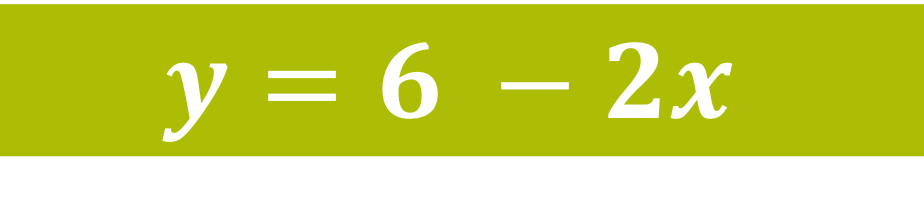 y = 6 − 2x